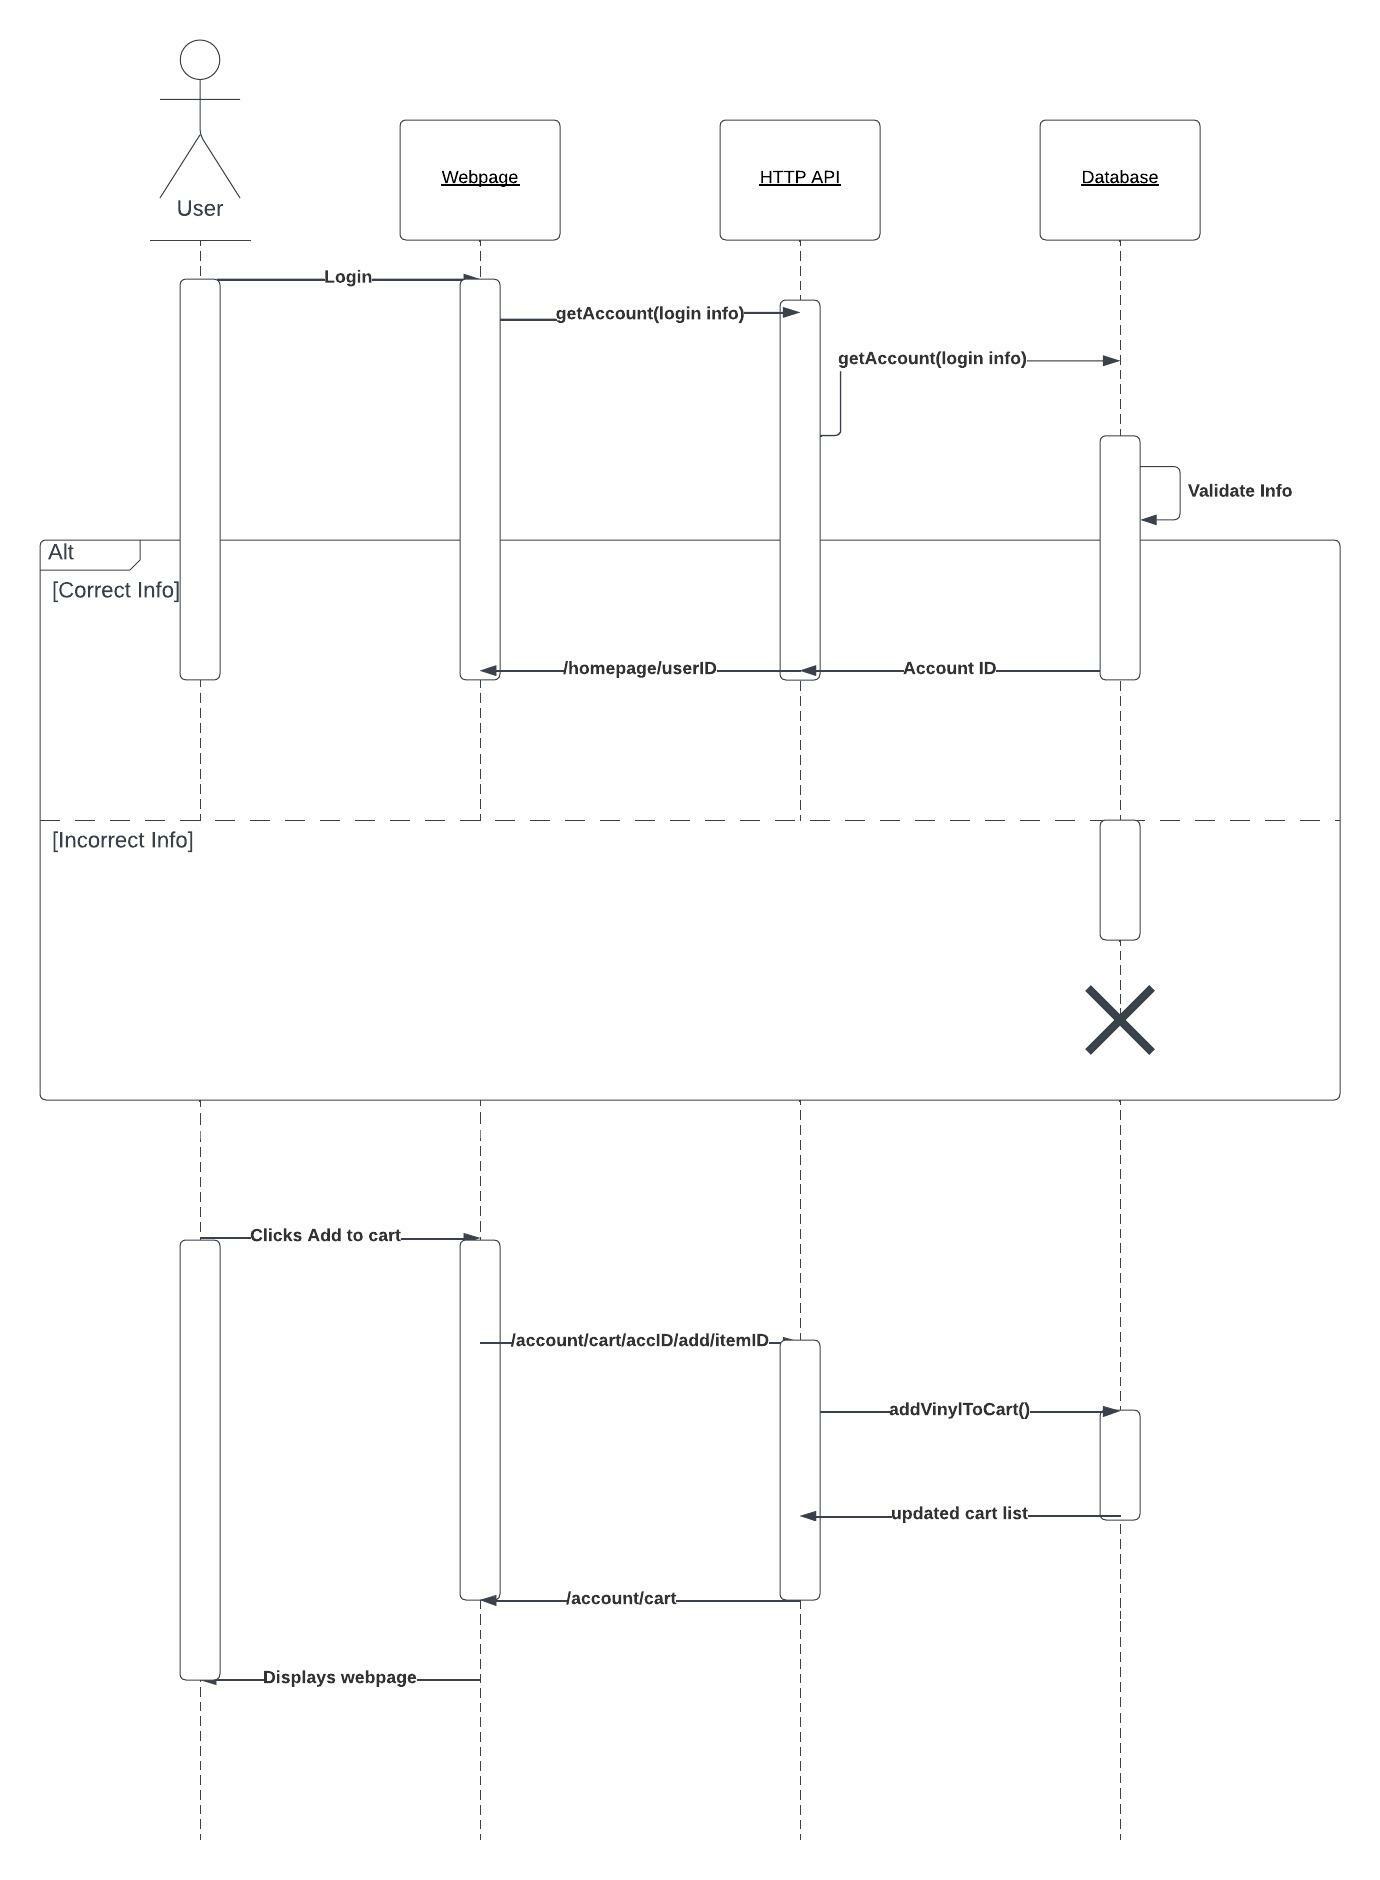 User
Webpage
HTTP API
Database
Login
getAccount(login info)
getAccount(login info)
Validate Info
Alt
[Correct Info]
/homepage/userID
Account ID
[Incorrect Info]
Clicks Add to cart
/account/cart/accID/add/itemID
addVinylToCart()
updated cart list
/account/cart
Displays webpage